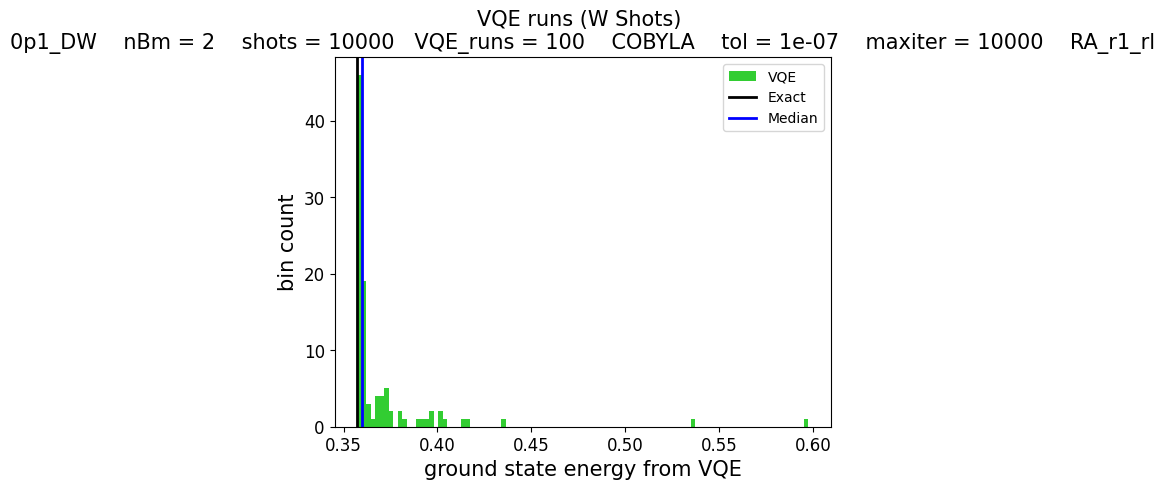 VQE runs (W Shots)
0p1_DW nBm = 2 shots = 10000 VQE_runs = 100 COBYLA tol = 1e-07 maxiter = 10000 RA_r1_rl
VQE
Exact
Median
bin count
40
30
20
10
0
0.35 0.40 0.45 0.50 0.55 0.60
ground state energy from VQE